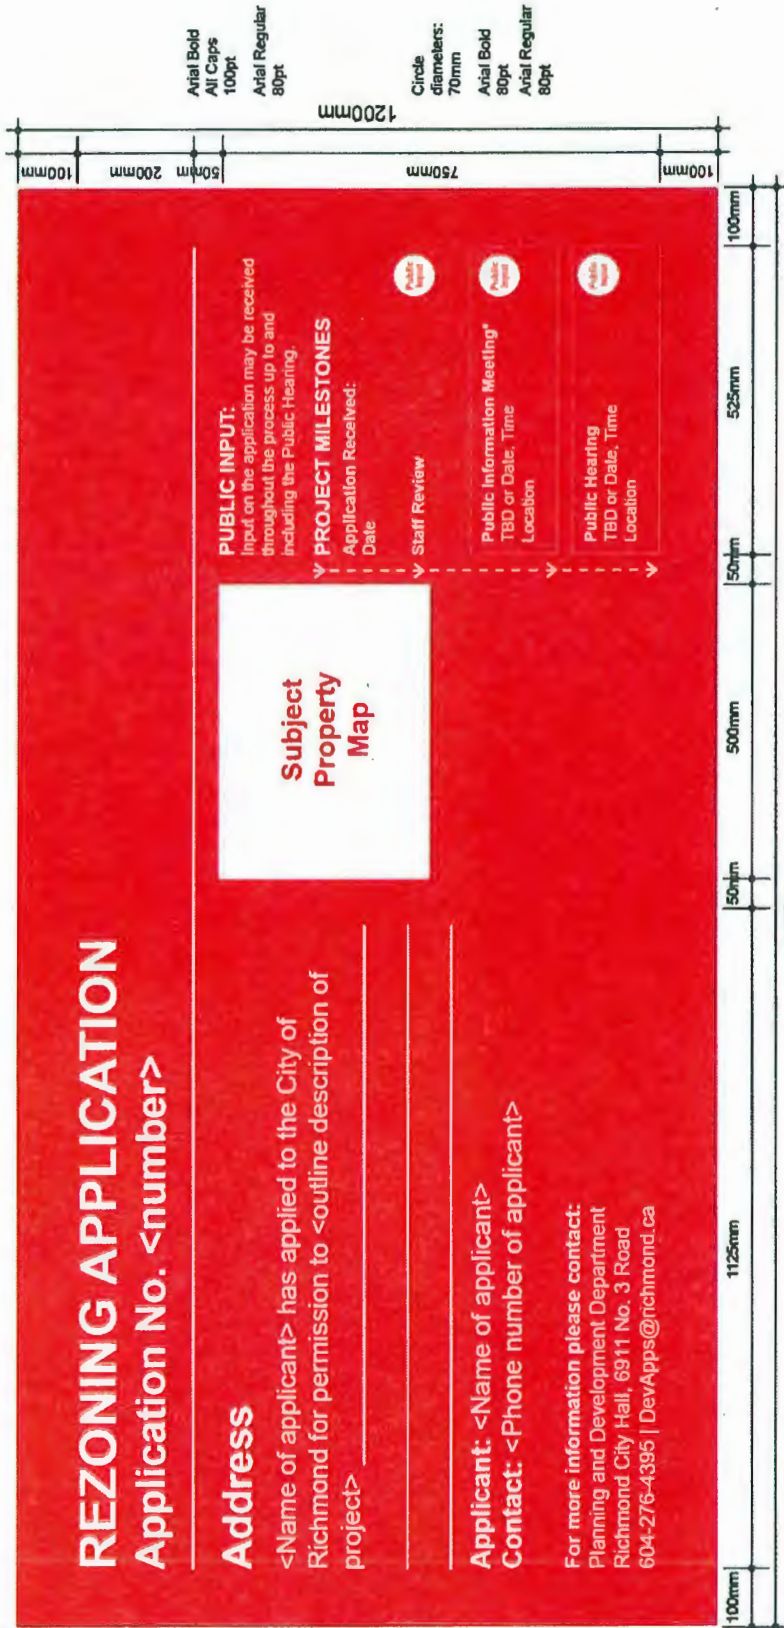 REZONING APPLICATION
Application No. <number>
Address
<Name of applicant> has applied to the City of
Richmond for permission to <outline description of
project>
Applicant: <Name of applicant>
Contact: <Phone number of applicant>
For more information please contact:
Planning and Development Department
Richmond City Hall, 6911 No. 3 Road
604-276-4395 | DevApps@richmond.ca
Subject
Property
Map
PUBLIC INPUT:
Input on the application may be received
throughout the process up to and
including the Public Hearing.
PROJECT MILESTONES
Application Received:
Date
Staff Review
Public
Input
Public Information Meeting*
TBD or Date, Time
Location
Public
Input
Public Hearing
TBD or Date, Time
Location
Public
Input
Arial Bold
All Caps
100pt
Arial Regular
80pt
Circle
diameters:
70mm
Arial Bold
80pt
Arial Regular
80pt
100mm
200mm
50mm
750mm
100mm
1200mm
100mm
1125mm
50mm
500mm
50mm
525mm
100mm